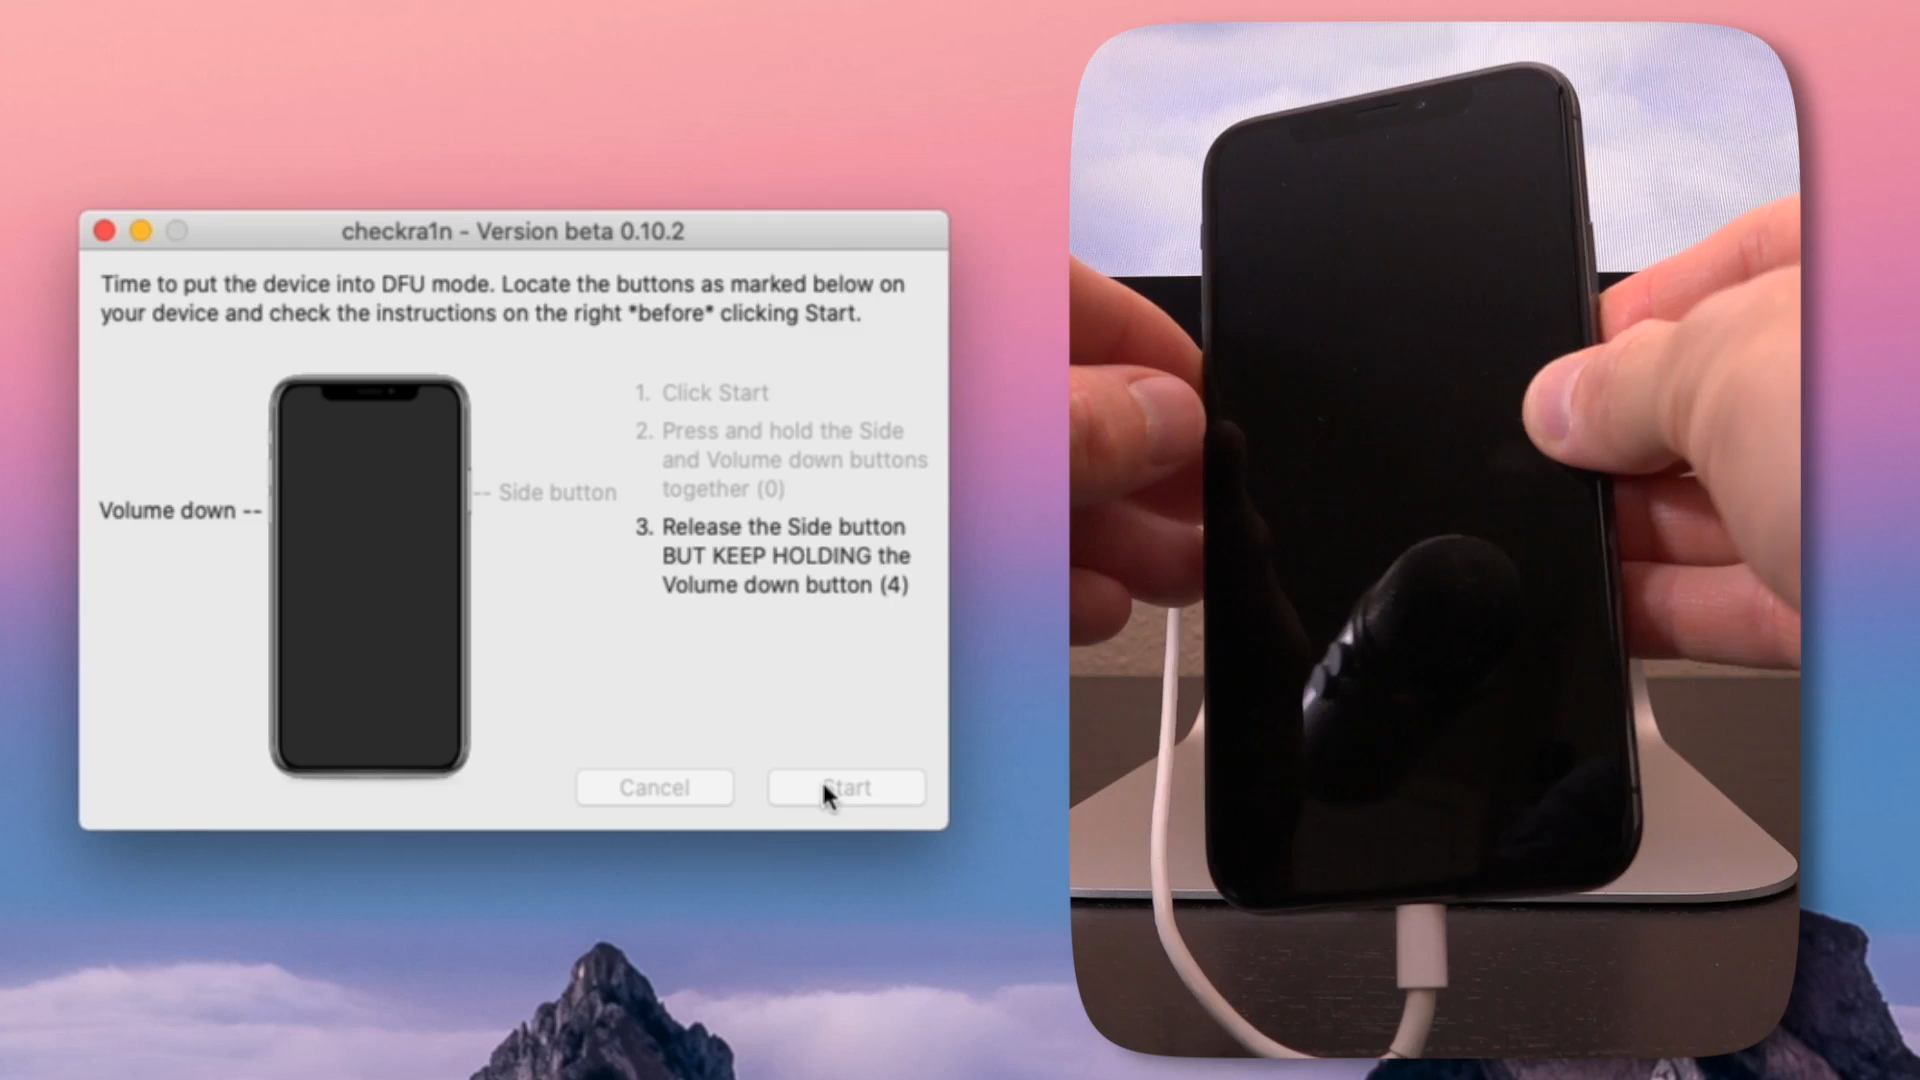 checkra1n - Version beta 0.10.2
Time to put the device into DFU mode. Locate the buttons as marked below on
your device and check the instructions on the right *before* clicking Start.
1. Click Start
2. Press and hold the Side
and Volume down buttons
together (0)
-- Side button
Volume down --
3. Release the Side button
BUT KEEP HOLDING the
Volume down button (4)
Cancel
Start